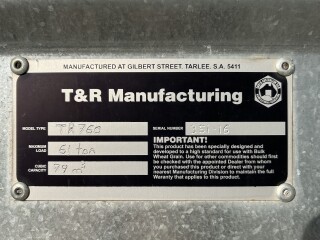 MANUFACTURED AT GILBERT STREET. TARLEE. S.A. 5411
T&R Manufacturing
MODEL TYPE TR760
SERIAL NUMBER
MAXIMUM LOAD 61 ton
CUBIC CAPACITY 79 m3
IMPORTANT!
This product has been specially designed and
developed to a high standard for use with Bulk
Wheat Grain. Use for other commodities should first
be checked with the appointed Dealer from whom
you originally purchased this product or direct with your
nearest Manufacturing Division to maintain the full
Warranty that applies to this product.